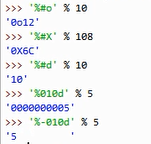 >>> '%#o' % 10
'0o12'
>>> '%#X' % 108
'0X6C'
>>> '%#d' % 10
'10'
>>> '%010d' % 5
'0000000005'
>>> '%-010d' % 5
'5         '